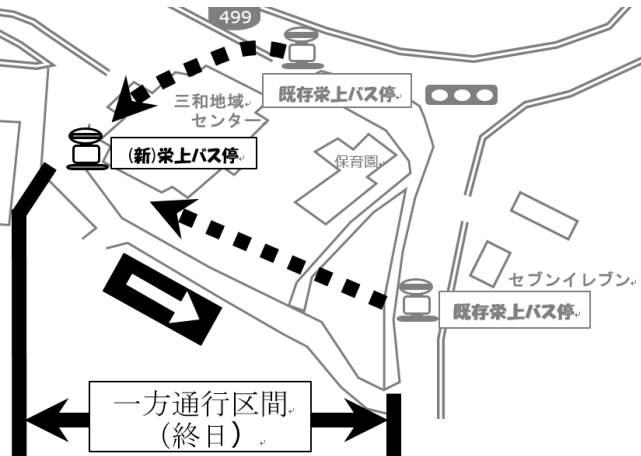 499
既存栄上バス停
三和地域
センター
(新)栄上バス停
保育園
セブンイレブン
既存栄上バス停
一方通行区間
(終日)